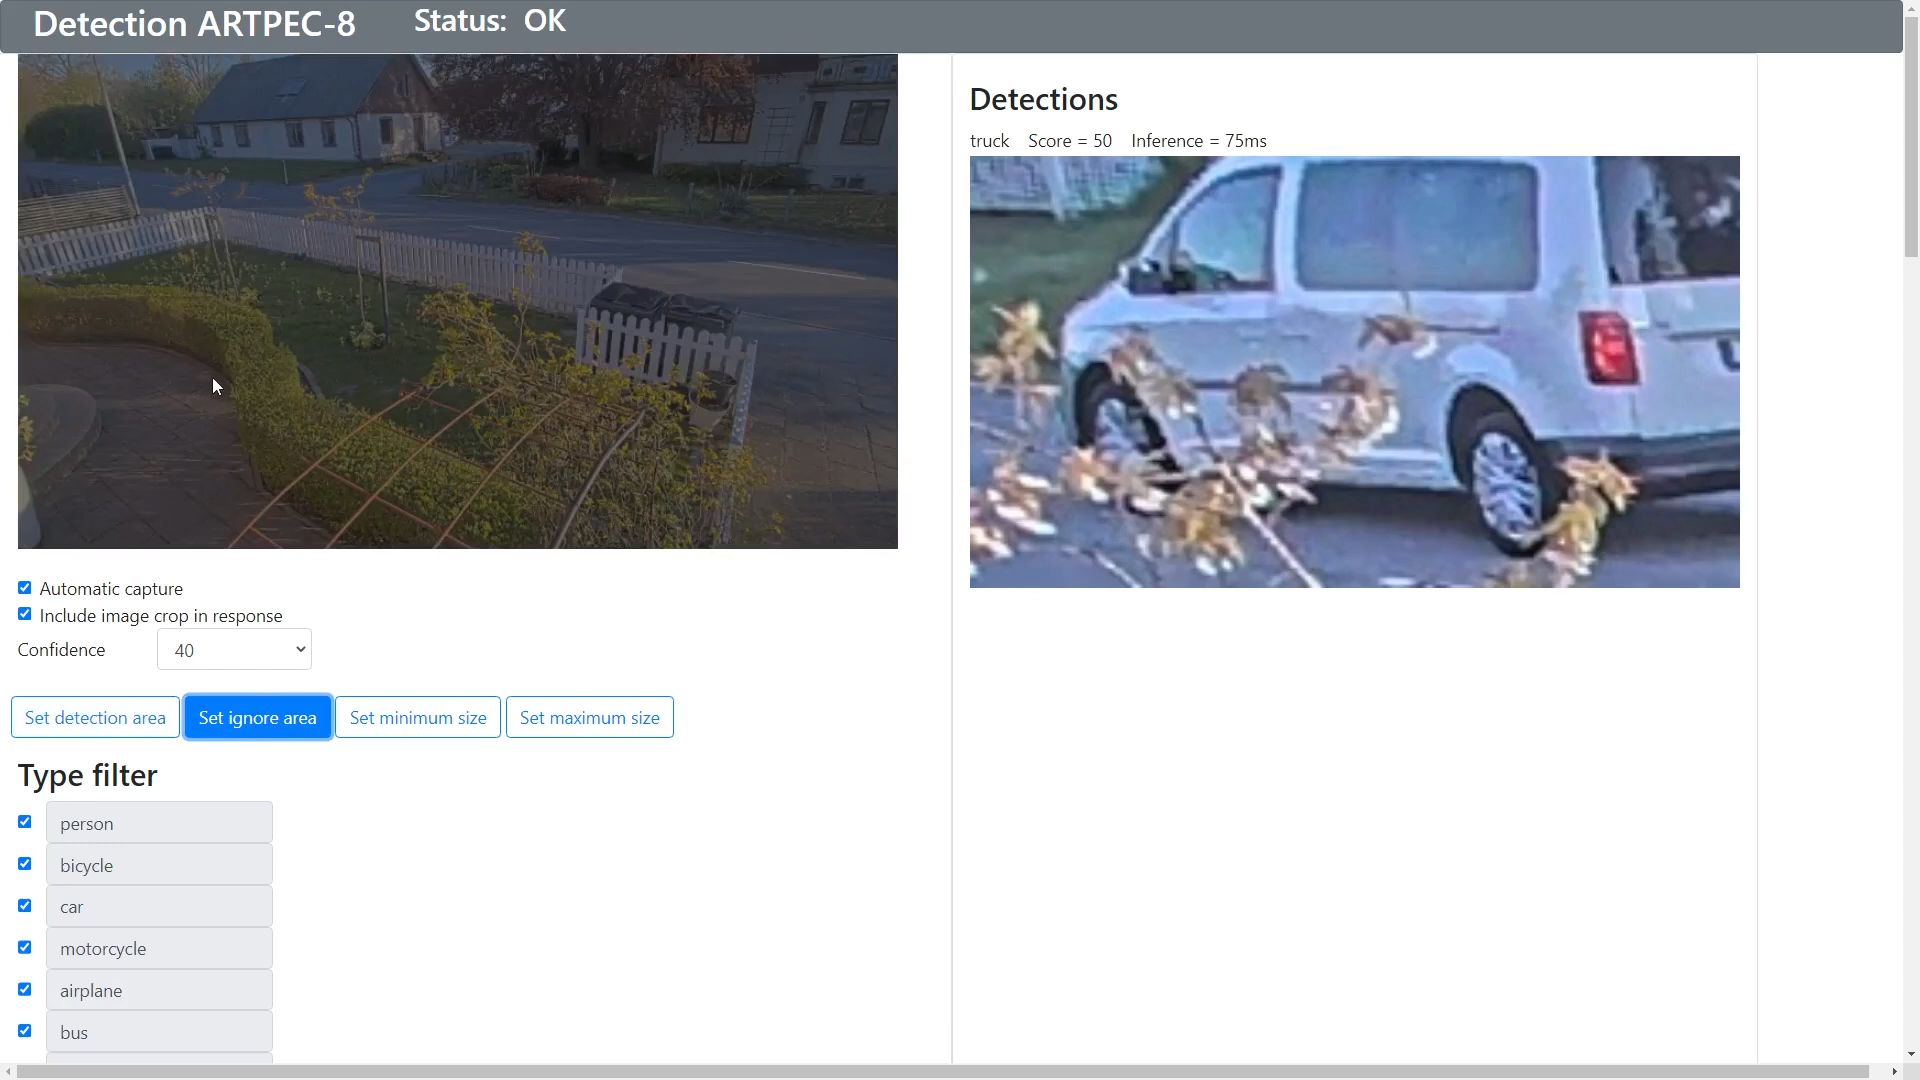 Detection ARTPEC-8 Status: OK
Detections
truck Score = 50 Inference = 75ms
Automatic capture
Include image crop in response
Confidence 40
Set detection area Set ignore area Set minimum size Set maximum size
Type filter
person
bicycle
car
motorcycle
airplane
bus